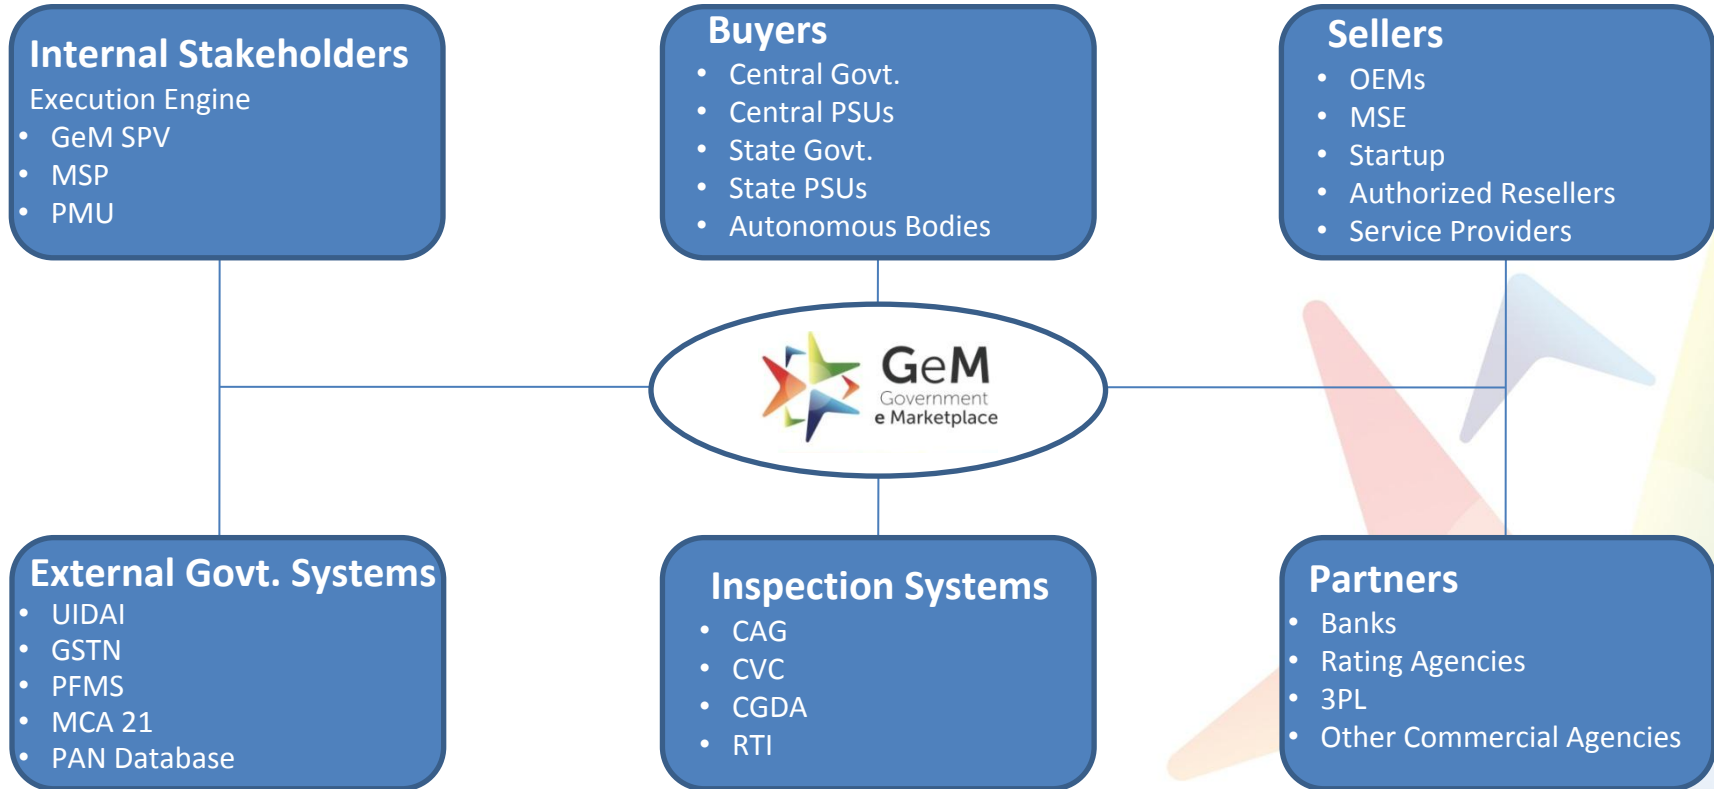 Internal Stakeholders
Execution Engine
• GeM SPV
• MSP
• PMU
Buyers
• Central Govt.
• Central PSUs
• State Govt.
• State PSUs
• Autonomous Bodies
Sellers
• OEMs
• MSE
• Startup
• Authorized Resellers
• Service Providers
GeM
Government
e Marketplace
External Govt. Systems
• UIDAI
• GSTN
• PFMS
• MCA 21
• PAN Database
Inspection Systems
• CAG
• CVC
• CGDA
• RTI
Partners
• Banks
• Rating Agencies
• 3PL
• Other Commercial Agencies